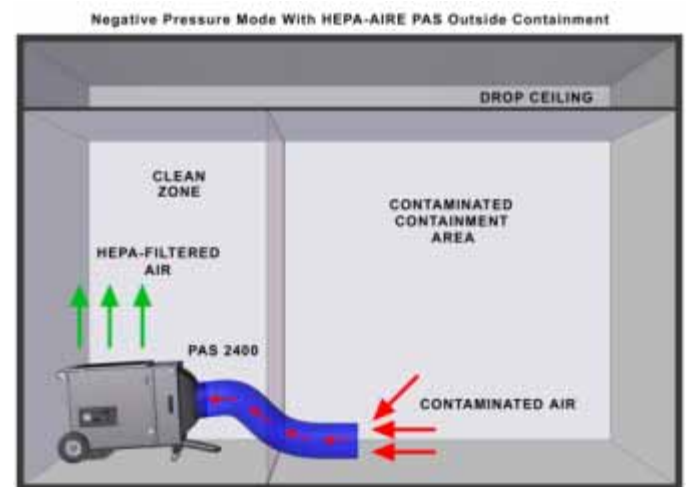 Negative Pressure Mode With HEPA-AIRE PAS Outside Containment
DROP CEILING
CLEAN
ZONE
CONTAMINATED
CONTAINMENT
AREA
HEPA-FILTERED
AIR
PAS 2400
CONTAMINATED AIR